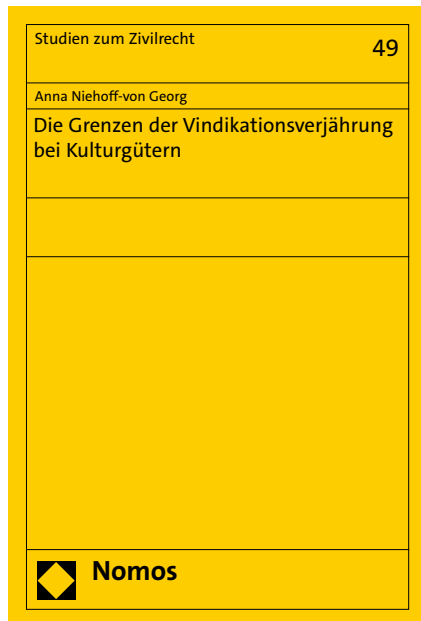 Studien zum Zivilrecht
49
Anna Niehoff-von Georg
Die Grenzen der Vindikationsverjährung
bei Kulturgütern
Nomos